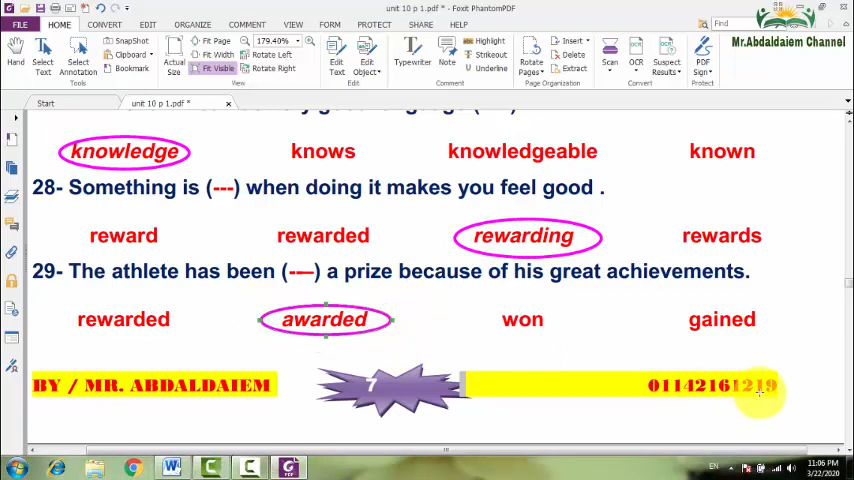 unit 10 p 1.pdf * - Foxit PhantomPDF
FILE HOME CONVERT EDIT ORGANIZE COMMENT VIEW FORM PROTECT SHARE HELP Find
Mr.Abdaldaiem Channel
Hand Select Text Select Annotation SnapShot Clipboard Bookmark Tools
Actual Size Fit Page Fit Width Fit Visible 179.40% Rotate Left Rotate Right View
Edit Text Edit Object Edit
Typewriter Note Highlight Strikeout Underline Comment
Rotate Pages Insert Delete Extract Page Organization
Scan OCR Suspect Results Convert
PDF Sign Protect
Start unit 10 p 1.pdf *
knowledge knows knowledgeable known
28- Something is (---) when doing it makes you feel good .
reward rewarded rewarding rewards
29- The athlete has been (---) a prize because of his great achievements.
rewarded awarded won gained
BY / MR. ABDALDAIEM 7 01142161219
EN 11:06 PM
3/22/2020